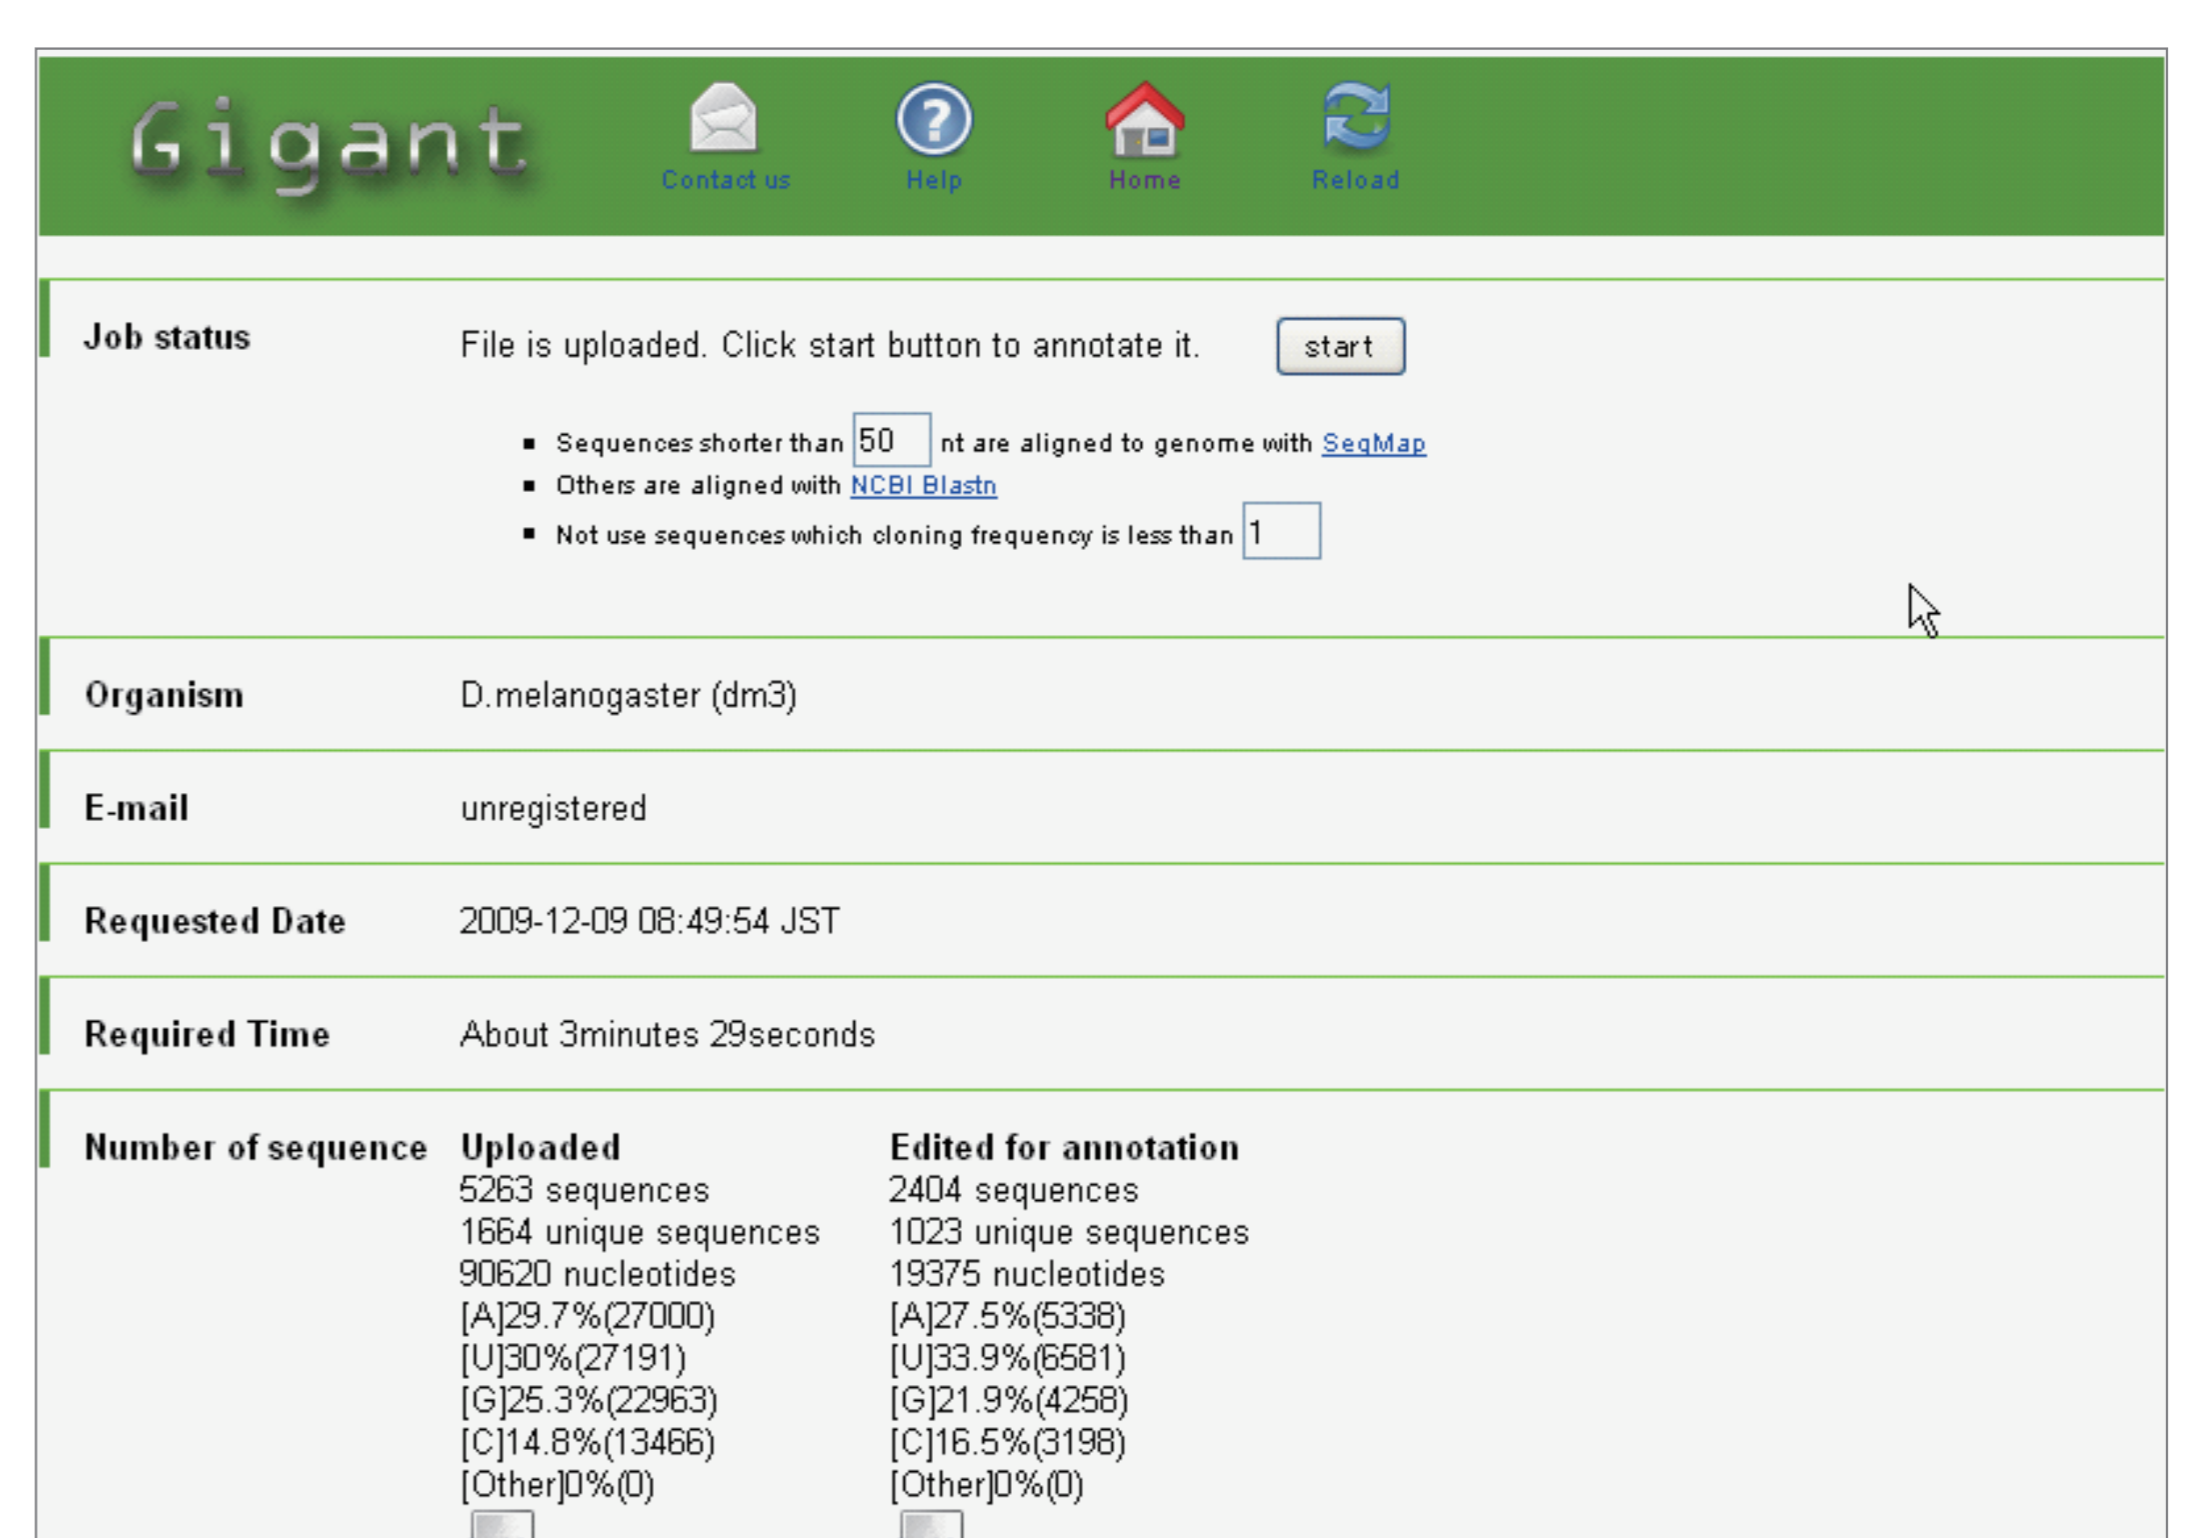 Gigant
Contact us Help Home Reload
Job status File is uploaded. Click start button to annotate it. start
Sequences shorter than 50 nt are aligned to genome with SeqMap
Others are aligned with NCBI Blastn
Not use sequences which cloning frequency is less than 1
Organism D.melanogaster (dm3)
E-mail unregistered
Requested Date 2009-12-09 08:49:54 JST
Required Time About 3minutes 29seconds
Number of sequence Uploaded Edited for annotation
5263 sequences 2404 sequences
1664 unique sequences 1023 unique sequences
90620 nucleotides 19375 nucleotides
[A]29.7%(27000) [A]27.5%(5338)
[U]30%(27191) [U]33.9%(6581)
[G]25.3%(22963) [G]21.9%(4258)
[C]14.8%(13466) [C]16.5%(3198)
[Other]0%(0) [Other]0%(0)